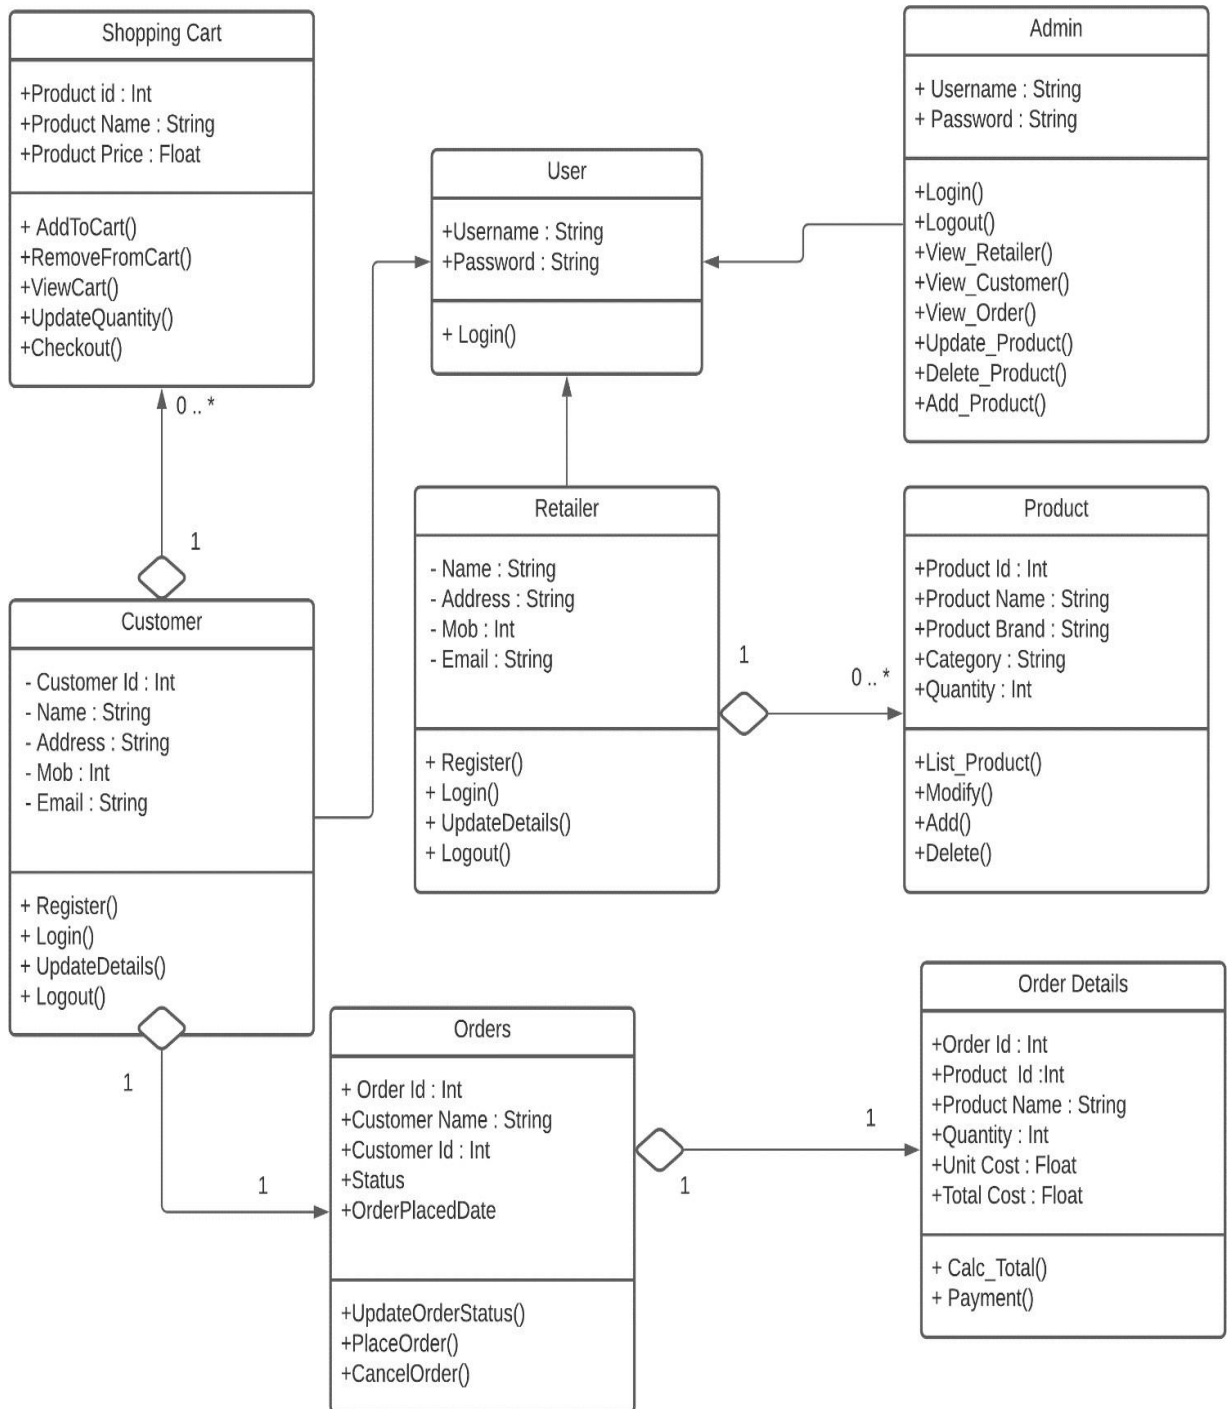 Shopping Cart
+Product id : Int
+Product Name : String
+Product Price : Float
+ AddToCart()
+RemoveFromCart()
+ViewCart()
+UpdateQuantity()
+Checkout()
0 .. *
1
User
+Username : String
+Password : String
+ Login()
Admin
+ Username : String
+ Password : String
+Login()
+Logout()
+View_Retailer()
+View_Customer()
+View_Order()
+Update_Product()
+Delete_Product()
+Add_Product()
Customer
- Customer Id : Int
- Name : String
- Address : String
- Mob : Int
- Email : String
+ Register()
+ Login()
+ UpdateDetails()
+ Logout()
1
1
Retailer
- Name : String
- Address : String
- Mob : Int
- Email : String
+ Register()
+ Login()
+ UpdateDetails()
+ Logout()
1
0 .. *
Product
+Product Id : Int
+Product Name : String
+Product Brand : String
+Category : String
+Quantity : Int
+List_Product()
+Modify()
+Add()
+Delete()
Orders
+ Order Id : Int
+Customer Name : String
+Customer Id : Int
+Status
+OrderPlacedDate
+UpdateOrderStatus()
+PlaceOrder()
+CancelOrder()
1
1
Order Details
+Order Id : Int
+Product  Id :Int
+Product Name : String
+Quantity : Int
+Unit Cost : Float
+Total Cost : Float
+ Calc_Total()
+ Payment()